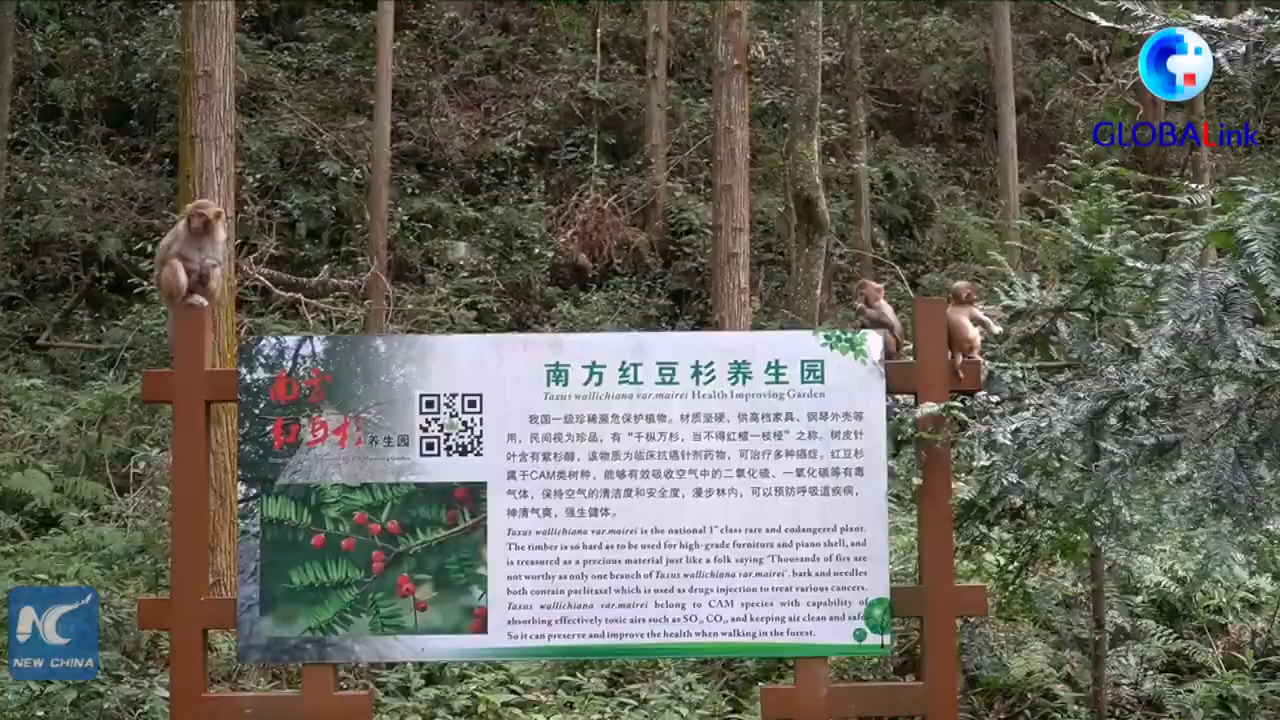 GLOBALink
南方红豆杉养生园
Taxus wallichiana var.mairei Health Improving Garden
南方
红豆杉养生园
我国一级珍稀濒危保护植物。材质坚硬，供高档家具、钢琴外壳等
用，民间视为珍品，有“千枞万杉，当不得红榧一枝桠”之称。树皮针
叶含有紫杉醇，该物质为临床抗癌针剂药物，可治疗多种癌症。红豆杉
属于CAM类树种，能够有效吸收空气中的二氧化硫、一氧化碳等有毒
气体，保持空气的清洁度和安全度，漫步林内，可以预防呼吸道疾病，
神清气爽，强生健体。
Taxus wallichiana var.mairei is the national 1st class rare and endangered plant.
The timber is so hard as to be used for high-grade furniture and piano shell, and
is treasured as a precious material just like a folk saying 'Thousands of firs are
not worthy as only one branch of Taxus wallichiana var.mairei', bark and needles
both contain paclitaxel which is used as drugs injection to treat various cancers.
Taxus wallichiana var.mairei belong to CAM species with capability of
absorbing effectively toxic airs such as SO2, CO2, and keeping air clean and safe
So it can preserve and improve the health when walking in the forest.
NEW CHINA